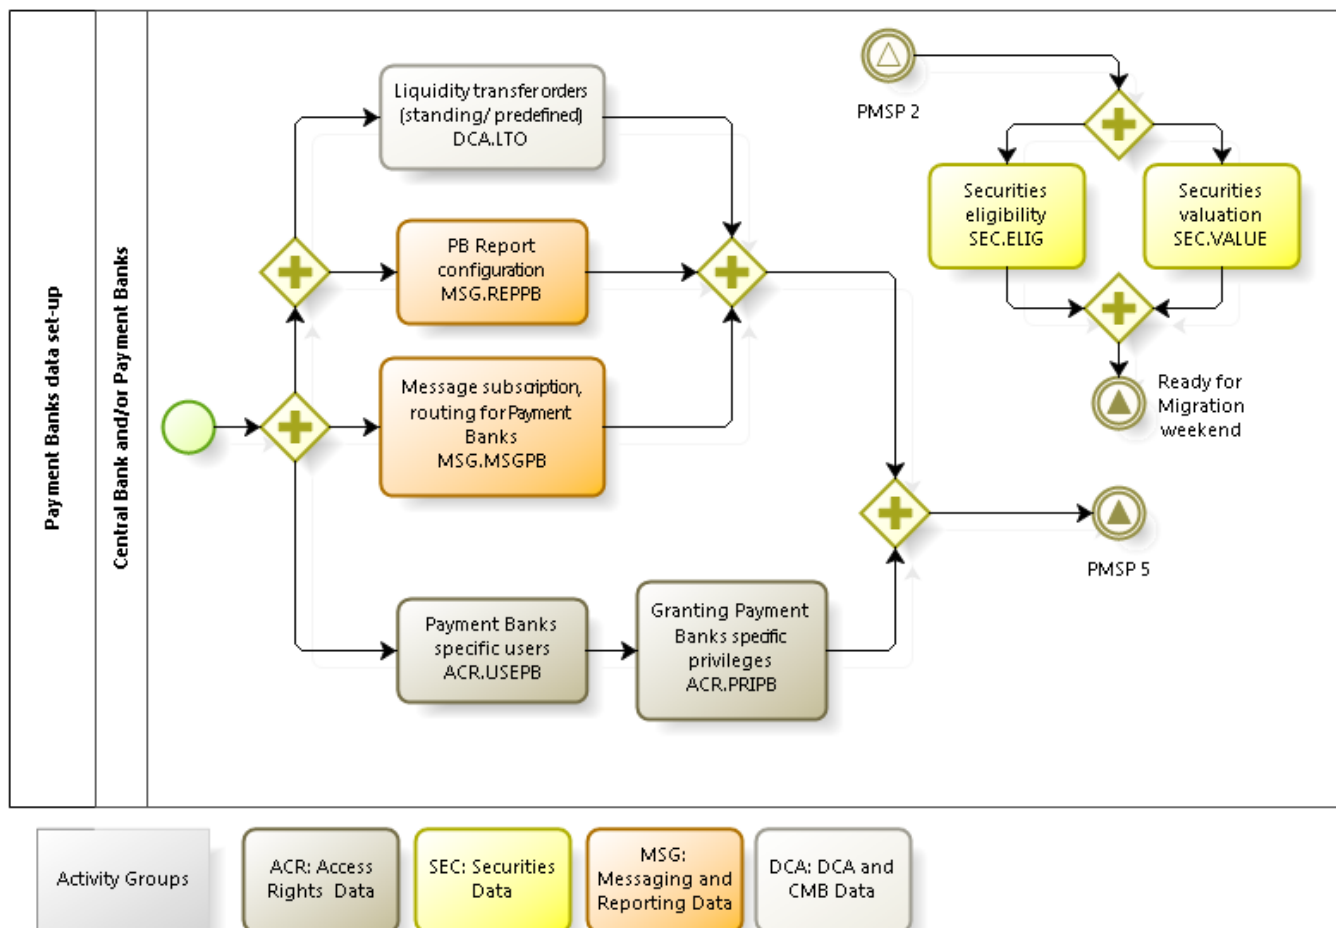 Payment Banks data set-up
Central Bank and/or Payment Banks
Liquidity transfer orders
(standing/ predefined)
DCA.LTO
PB Report
configuration
MSG.REPPB
Message subscription,
routing for Payment
Banks
MSG.MSGPB
Payment Banks
specific users
ACR.USEPB
Granting Payment
Banks specific
privileges
ACR.PRIPB
PMSP 2
Securities
eligibility
SEC.ELIG
Securities
valuation
SEC.VALUE
Ready for
Migration
weekend
PMSP 5
Activity Groups
ACR: Access
Rights Data
SEC: Securities
Data
MSG:
Messaging and
Reporting Data
DCA: DCA and
CMB Data